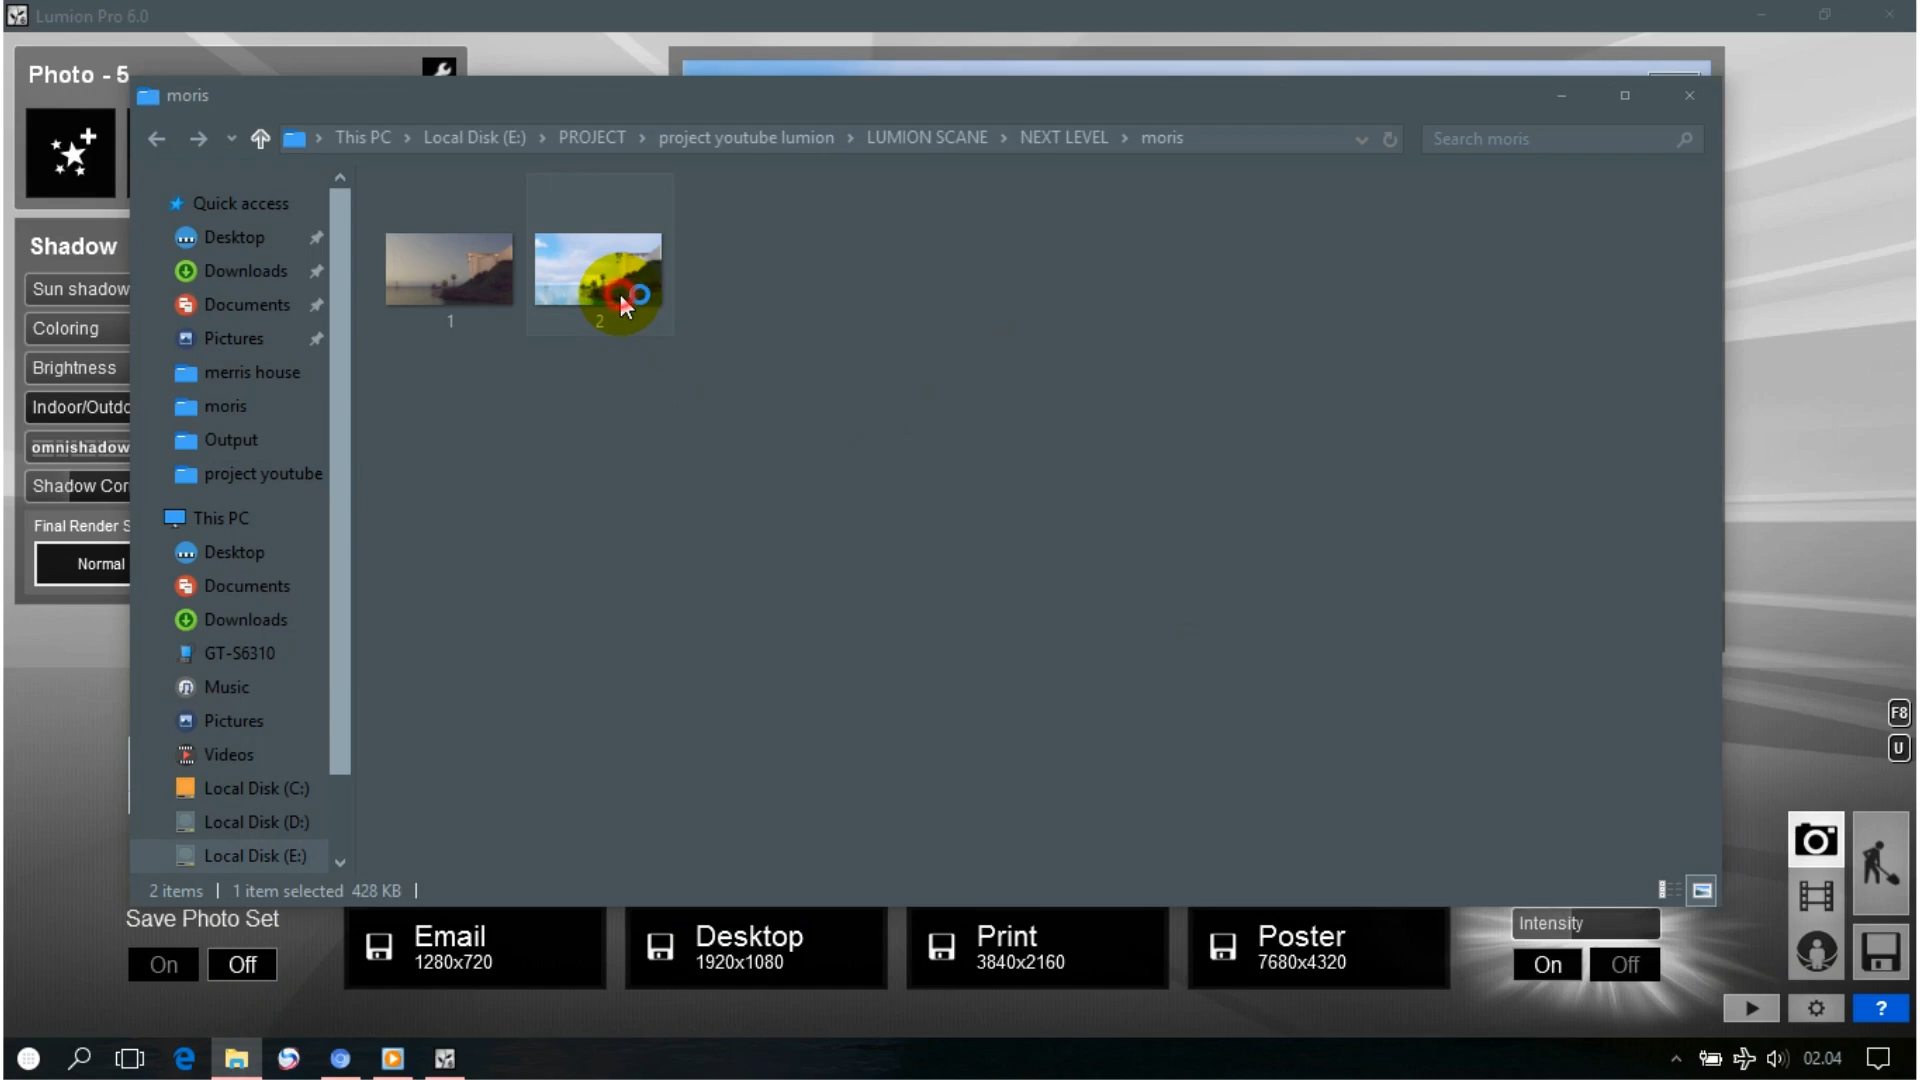 Lumion Pro 6.0
Photo - 5
moris
This PC > Local Disk (E:) > PROJECT > project youtube lumion > LUMION SCANE > NEXT LEVEL > moris
Search moris
Quick access
Desktop
Downloads
Documents
Pictures
merris house
moris
Output
project youtube
This PC
Desktop
Documents
Downloads
GT-S6310
Music
Pictures
Videos
Local Disk (C:)
Local Disk (D:)
Local Disk (E:)
1
2
2 items
1 item selected 428 KB
Shadow
Sun shadow
Coloring
Brightness
Indoor/Outdo
omnishadow
Shadow Cor
Final Render S
Normal
F8
U
Save Photo Set
On Off
Email
1280x720
Desktop
1920x1080
Print
3840x2160
Poster
7680x4320
Intensity
On Off
?
02.04